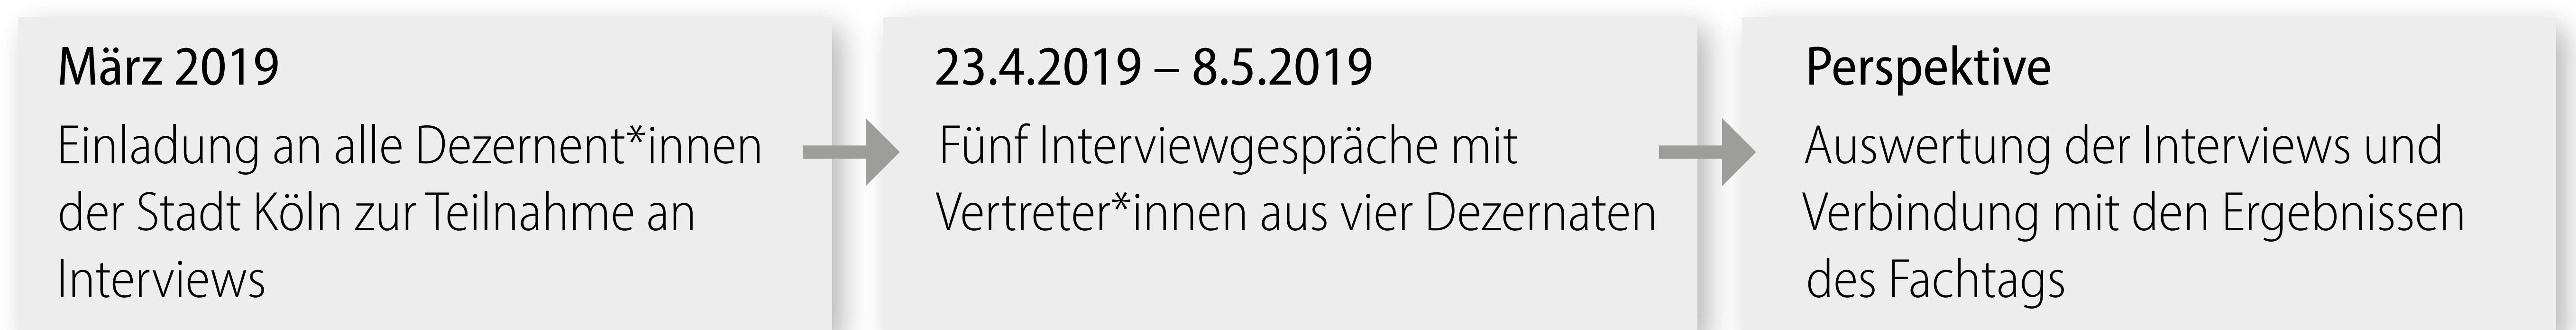 März 2019
Einladung an alle Dezernent*innen
der Stadt Köln zur Teilnahme an
Interviews
23.4.2019 – 8.5.2019
Fünf Interviewgespräche mit
Vertreter*innen aus vier Dezernaten
Perspektive
Auswertung der Interviews und
Verbindung mit den Ergebnissen
des Fachtags